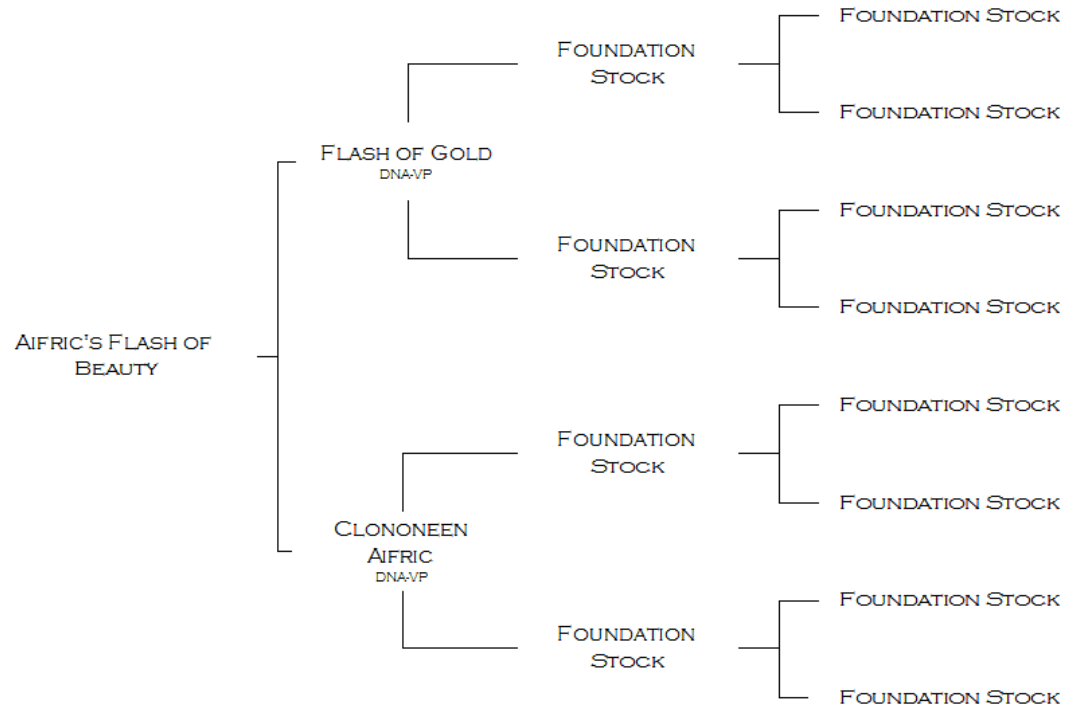 Foundation Stock
Foundation
Stock
Foundation Stock
Flash of Gold
DNA-VP
Foundation Stock
Foundation
Stock
Foundation Stock
Aifric's Flash of
Beauty
Foundation Stock
Foundation
Stock
Foundation Stock
Clononeen
Aifric
DNA-VP
Foundation Stock
Foundation
Stock
Foundation Stock